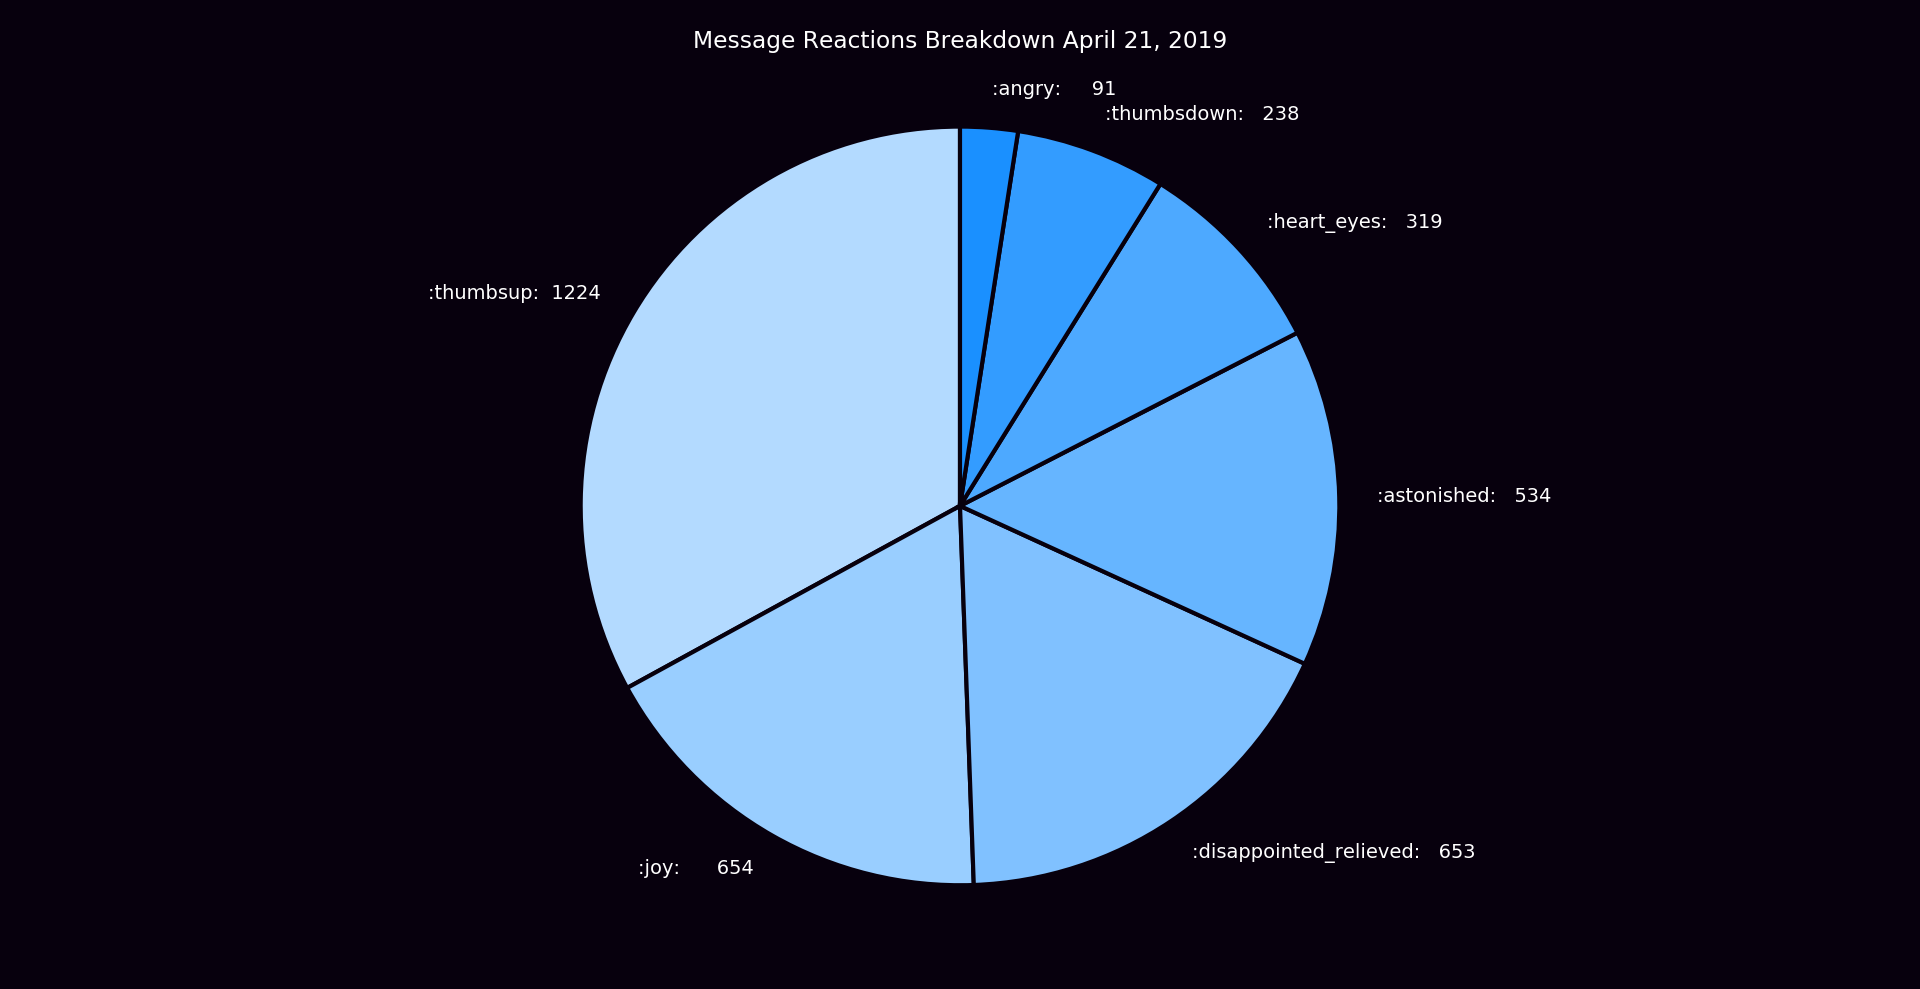 Message Reactions Breakdown April 21, 2019
:angry: 91
:thumbsdown: 238
:heart_eyes: 319
:thumbsup: 1224
:astonished: 534
:disappointed_relieved: 653
:joy: 654